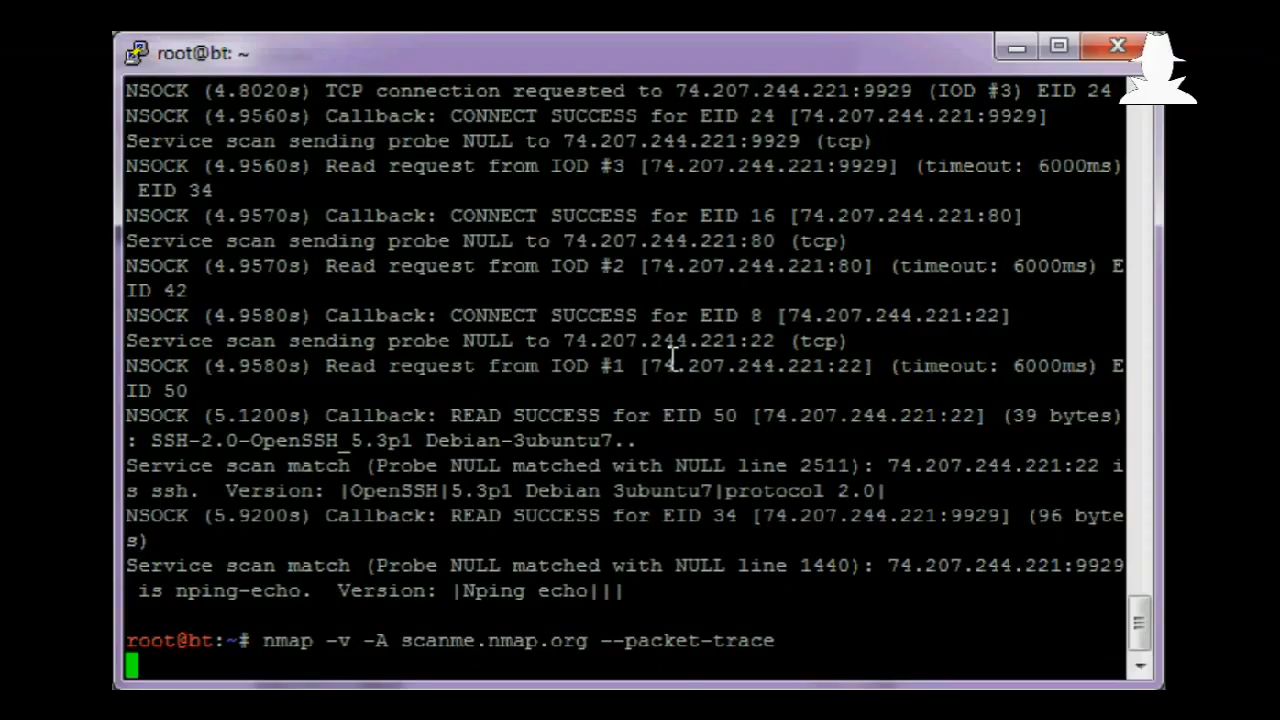 root@bt: ~
NSOCK (4.8020s) TCP connection requested to 74.207.244.221:9929 (IOD #3) EID 24
NSOCK (4.9560s) Callback: CONNECT SUCCESS for EID 24 [74.207.244.221:9929]
Service scan sending probe NULL to 74.207.244.221:9929 (tcp)
NSOCK (4.9560s) Read request from IOD #3 [74.207.244.221:9929] (timeout: 6000ms)
EID 34
NSOCK (4.9570s) Callback: CONNECT SUCCESS for EID 16 [74.207.244.221:80]
Service scan sending probe NULL to 74.207.244.221:80 (tcp)
NSOCK (4.9570s) Read request from IOD #2 [74.207.244.221:80] (timeout: 6000ms) E
ID 42
NSOCK (4.9580s) Callback: CONNECT SUCCESS for EID 8 [74.207.244.221:22]
Service scan sending probe NULL to 74.207.244.221:22 (tcp)
NSOCK (4.9580s) Read request from IOD #1 [74.207.244.221:22] (timeout: 6000ms) E
ID 50
NSOCK (5.1200s) Callback: READ SUCCESS for EID 50 [74.207.244.221:22] (39 bytes)
: SSH-2.0-OpenSSH_5.3p1 Debian-3ubuntu7..
Service scan match (Probe NULL matched with NULL line 2511): 74.207.244.221:22 i
s ssh.  Version: |OpenSSH|5.3p1 Debian 3ubuntu7|protocol 2.0|
NSOCK (5.9200s) Callback: READ SUCCESS for EID 34 [74.207.244.221:9929] (96 byte
s)
Service scan match (Probe NULL matched with NULL line 1440): 74.207.244.221:9929
is nping-echo.  Version: |Nping echo|||
root@bt:~# nmap -v -A scanme.nmap.org --packet-trace